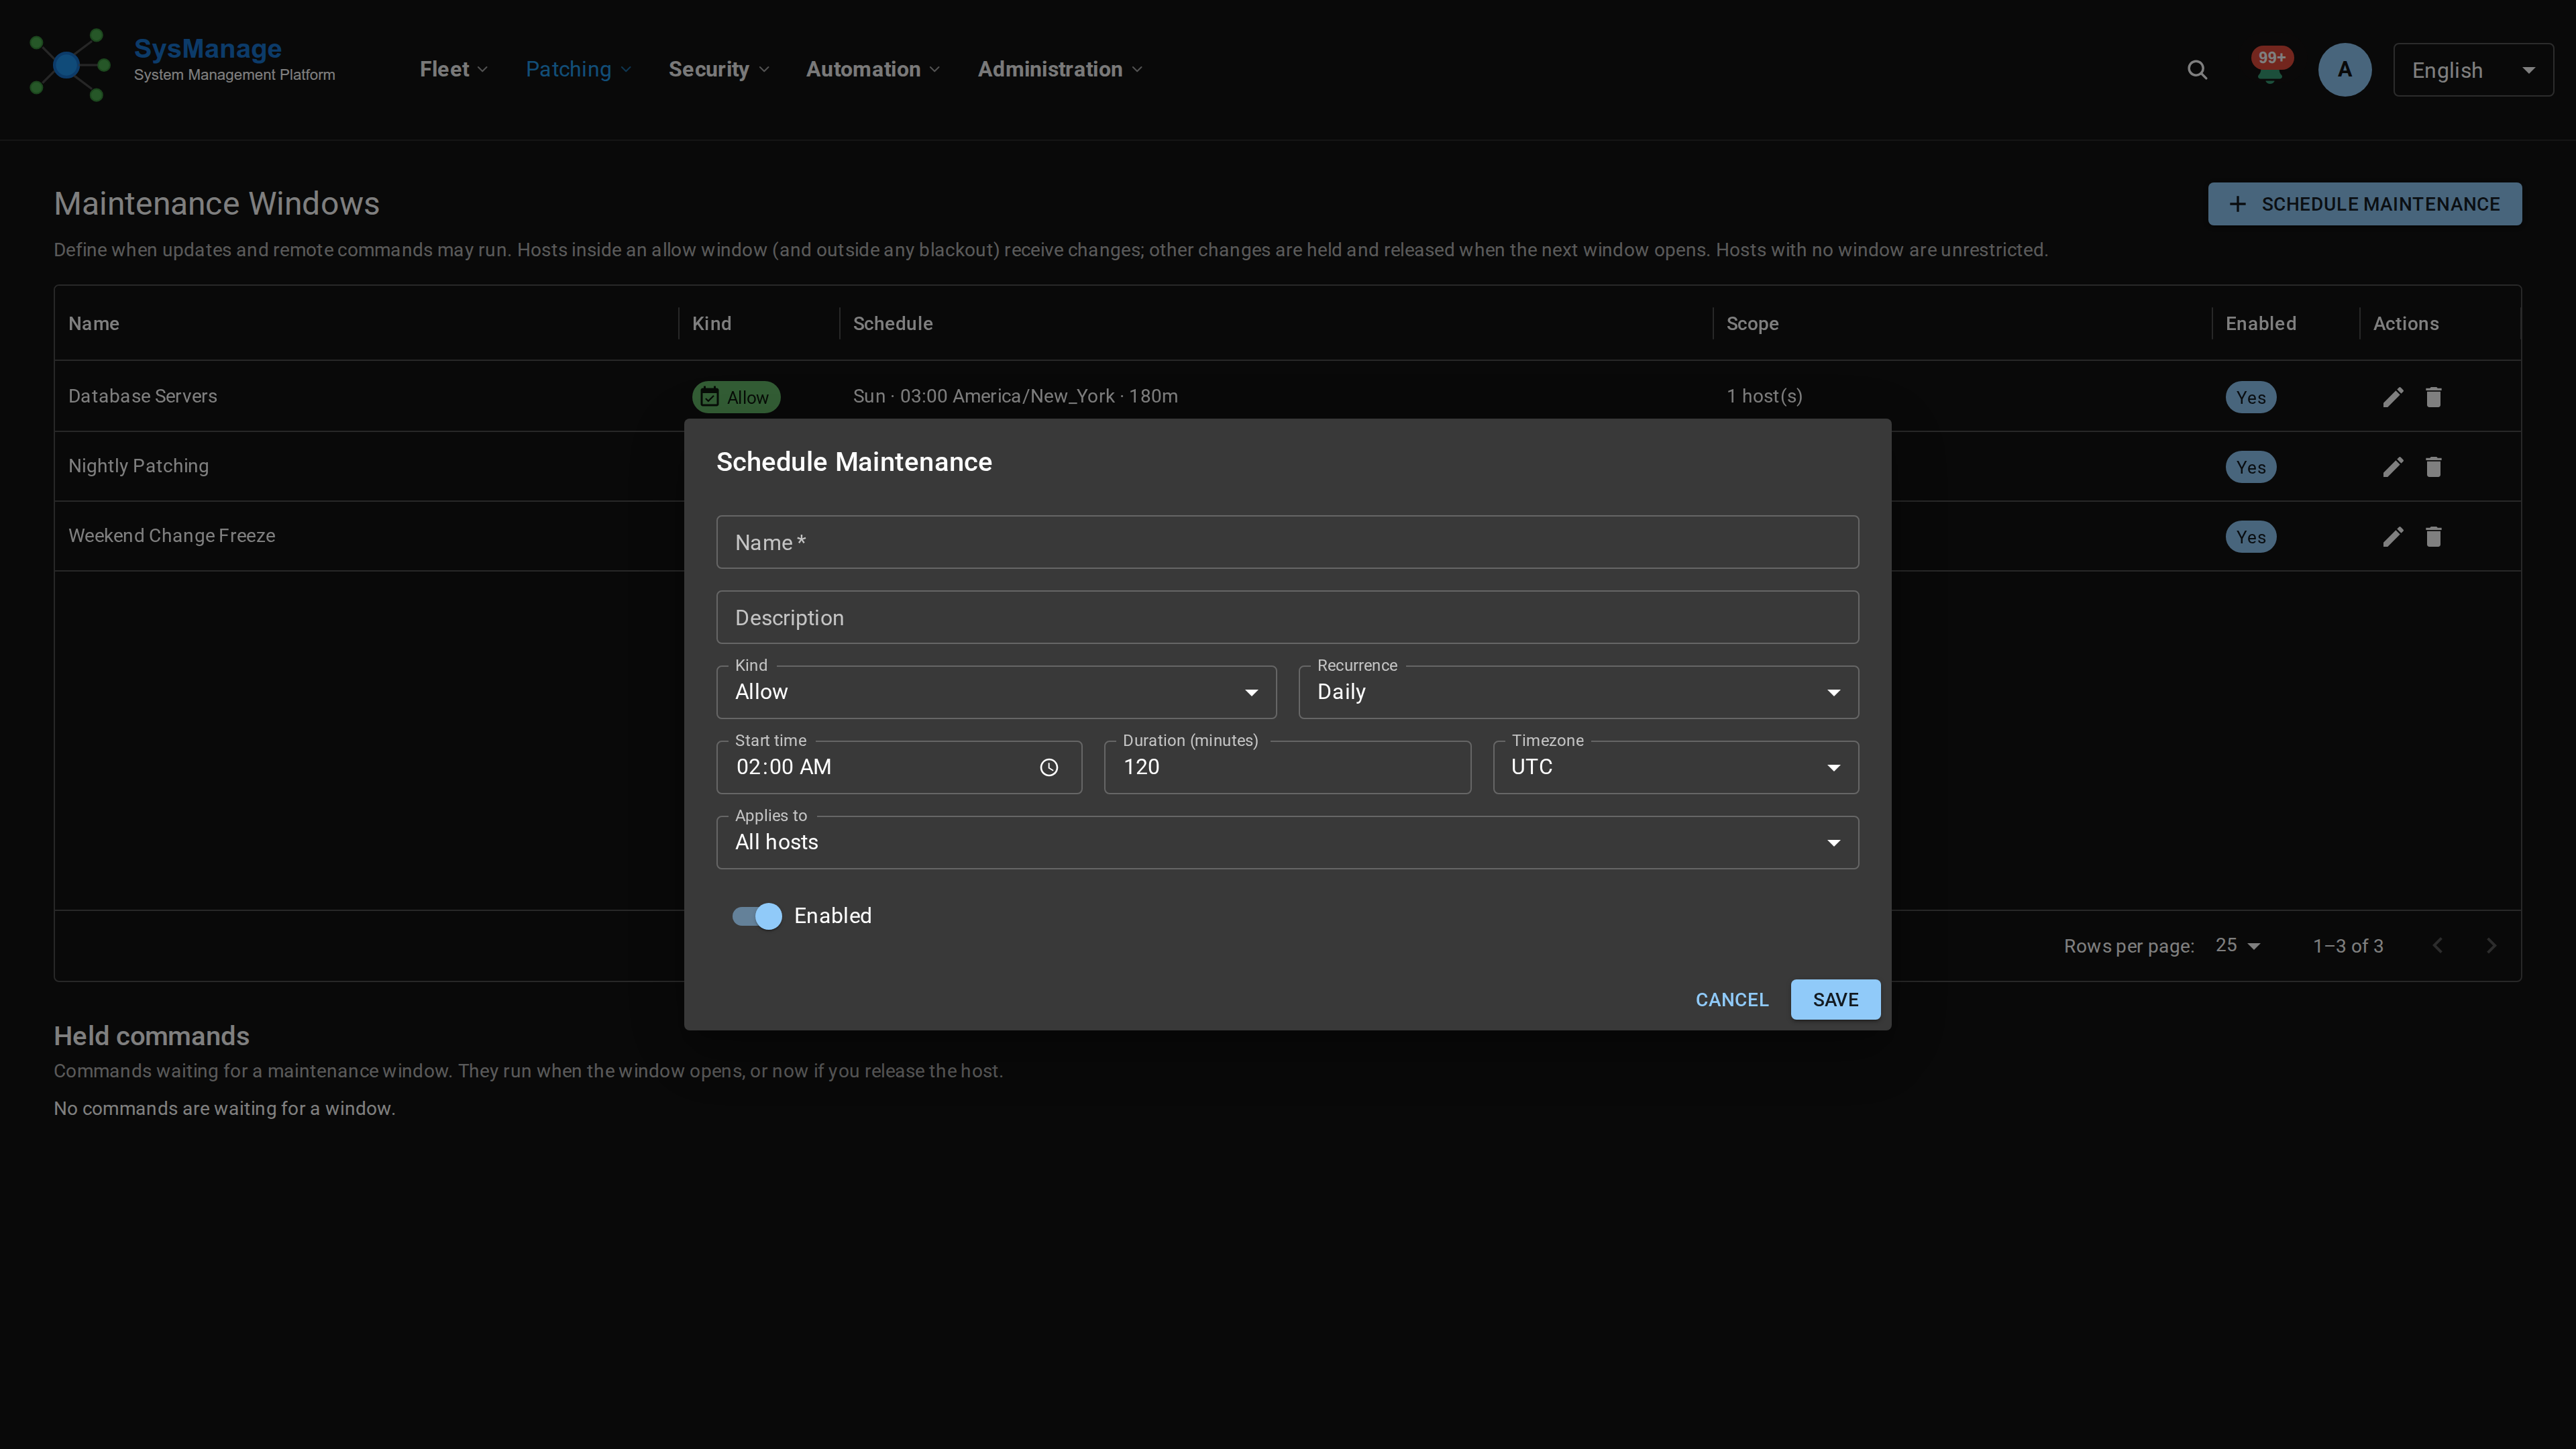 SysManage
System Management Platform
Fleet
Patching
Security
Automation
Administration
99+
A
English
Maintenance Windows
SCHEDULE MAINTENANCE
Define when updates and remote commands may run. Hosts inside an allow window (and outside any blackout) receive changes; other changes are held and released when the next window opens. Hosts with no window are unrestricted.
Name Kind Schedule Scope Enabled Actions
Database Servers Allow Sun · 03:00 America/New_York · 180m 1 host(s) Yes
Nightly Patching Yes
Weekend Change Freeze Yes
Schedule Maintenance
Name *
Description
Kind
Allow
Recurrence
Daily
Start time
02:00 AM
Duration (minutes)
120
Timezone
UTC
Applies to
All hosts
Enabled
CANCEL
SAVE
Rows per page: 25 1–3 of 3
Held commands
Commands waiting for a maintenance window. They run when the window opens, or now if you release the host.
No commands are waiting for a window.